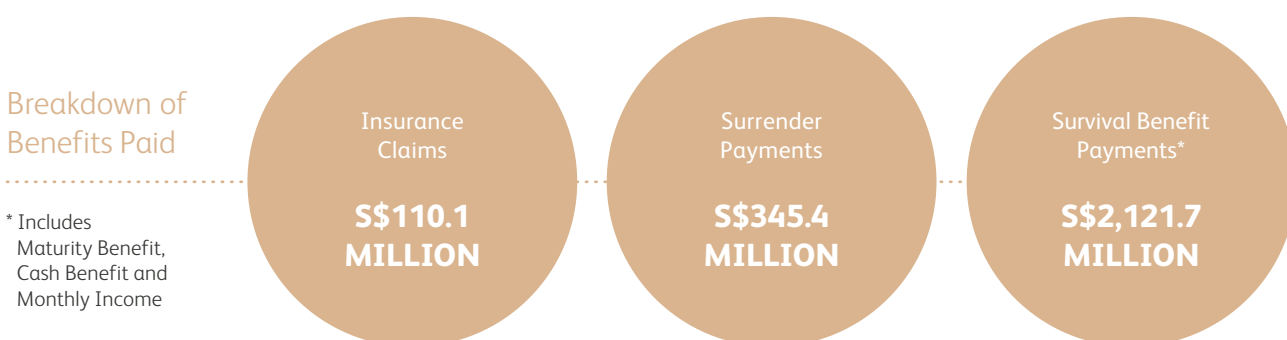 Breakdown of
Benefits Paid
* Includes
Maturity Benefit,
Cash Benefit and
Monthly Income
Insurance
Claims
S$110.1
MILLION
Surrender
Payments
S$345.4
MILLION
Survival Benefit
Payments*
S$2,121.7
MILLION